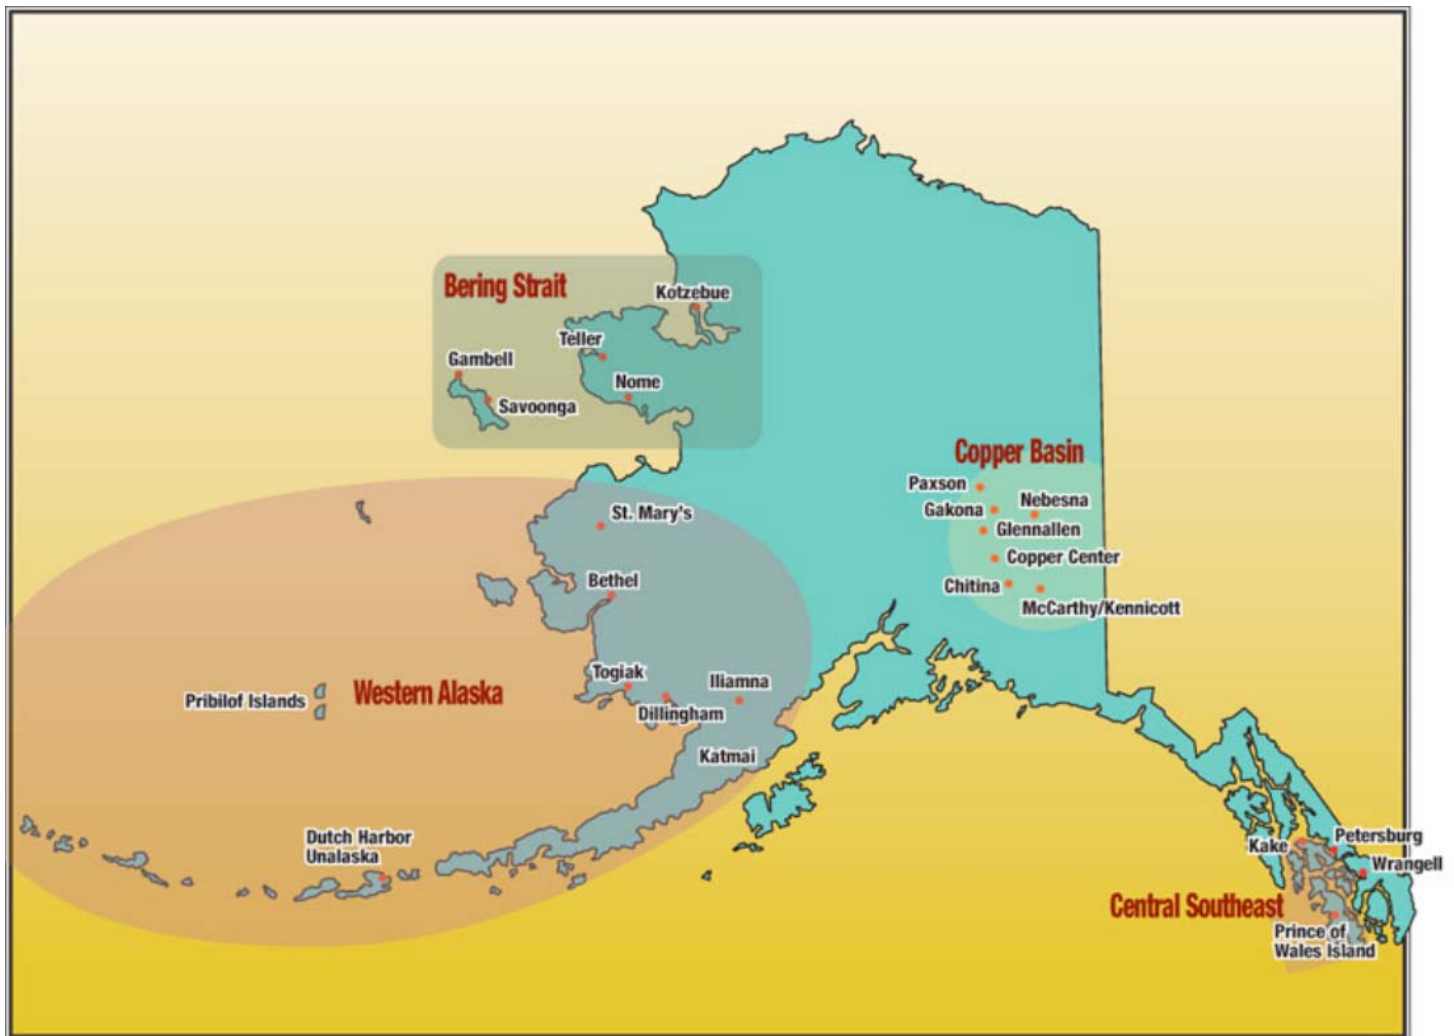 Bering Strait
Kotzebue
Teller
Gambell
Nome
Savoonga
Copper Basin
Paxson
Nebesna
Gakona
Glennallen
Copper Center
Chitina
McCarthy/Kennicott
St. Mary's
Bethel
Togiak
Iliamna
Pribilof Islands
Western Alaska
Dillingham
Katmai
Dutch Harbor
Unalaska
Kake
Petersburg
Wrangell
Central Southeast
Prince of
Wales Island